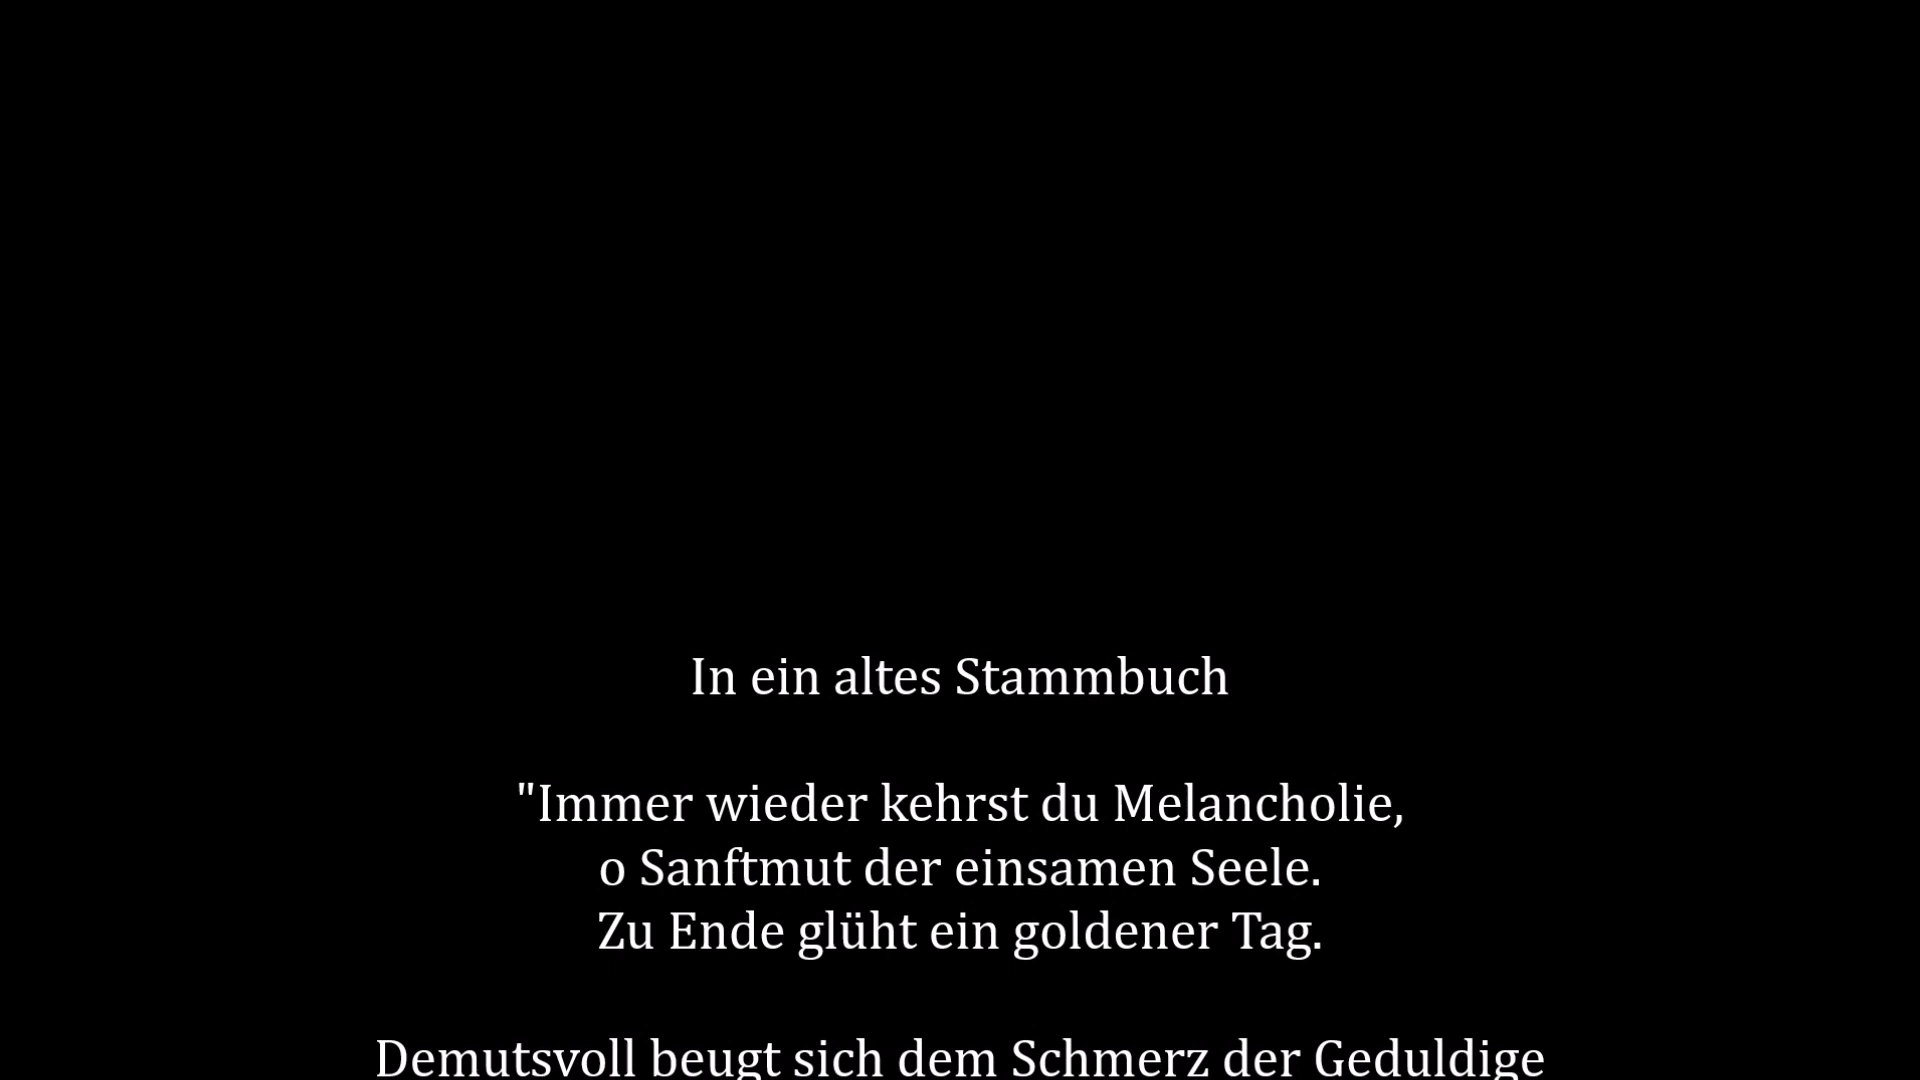 In ein altes Stammbuch
"Immer wieder kehrst du Melancholie,
o Sanftmut der einsamen Seele.
Zu Ende glüht ein goldener Tag.
Demutsvoll beugt sich dem Schmerz der Geduldige